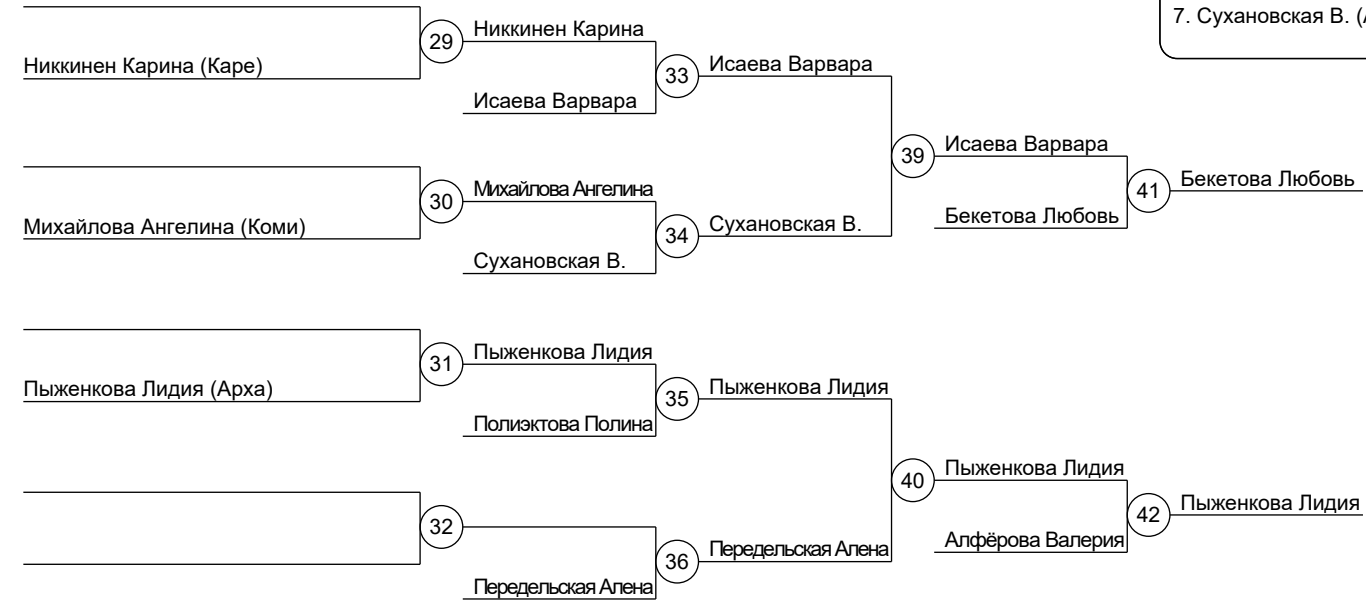 7. Сухановская В. (
Никкинен Карина
29
Никкинен Карина (Каре)
Исаева Варвара
33
Исаева Варвара
Исаева Варвара
39
Михайлова Ангелина
Бекетова Любовь
41
30
Бекетова Любовь
Михайлова Ангелина (Коми)
Сухановская В.
34
Сухановская В.
Пыженкова Лидия
31
Пыженкова Лидия (Арха)
Пыженкова Лидия
35
Полиэктова Полина
Пыженкова Лидия
40
Пыженкова Лидия
42
32
Алфёрова Валерия
Передельская Алена
36
Передельская Алена